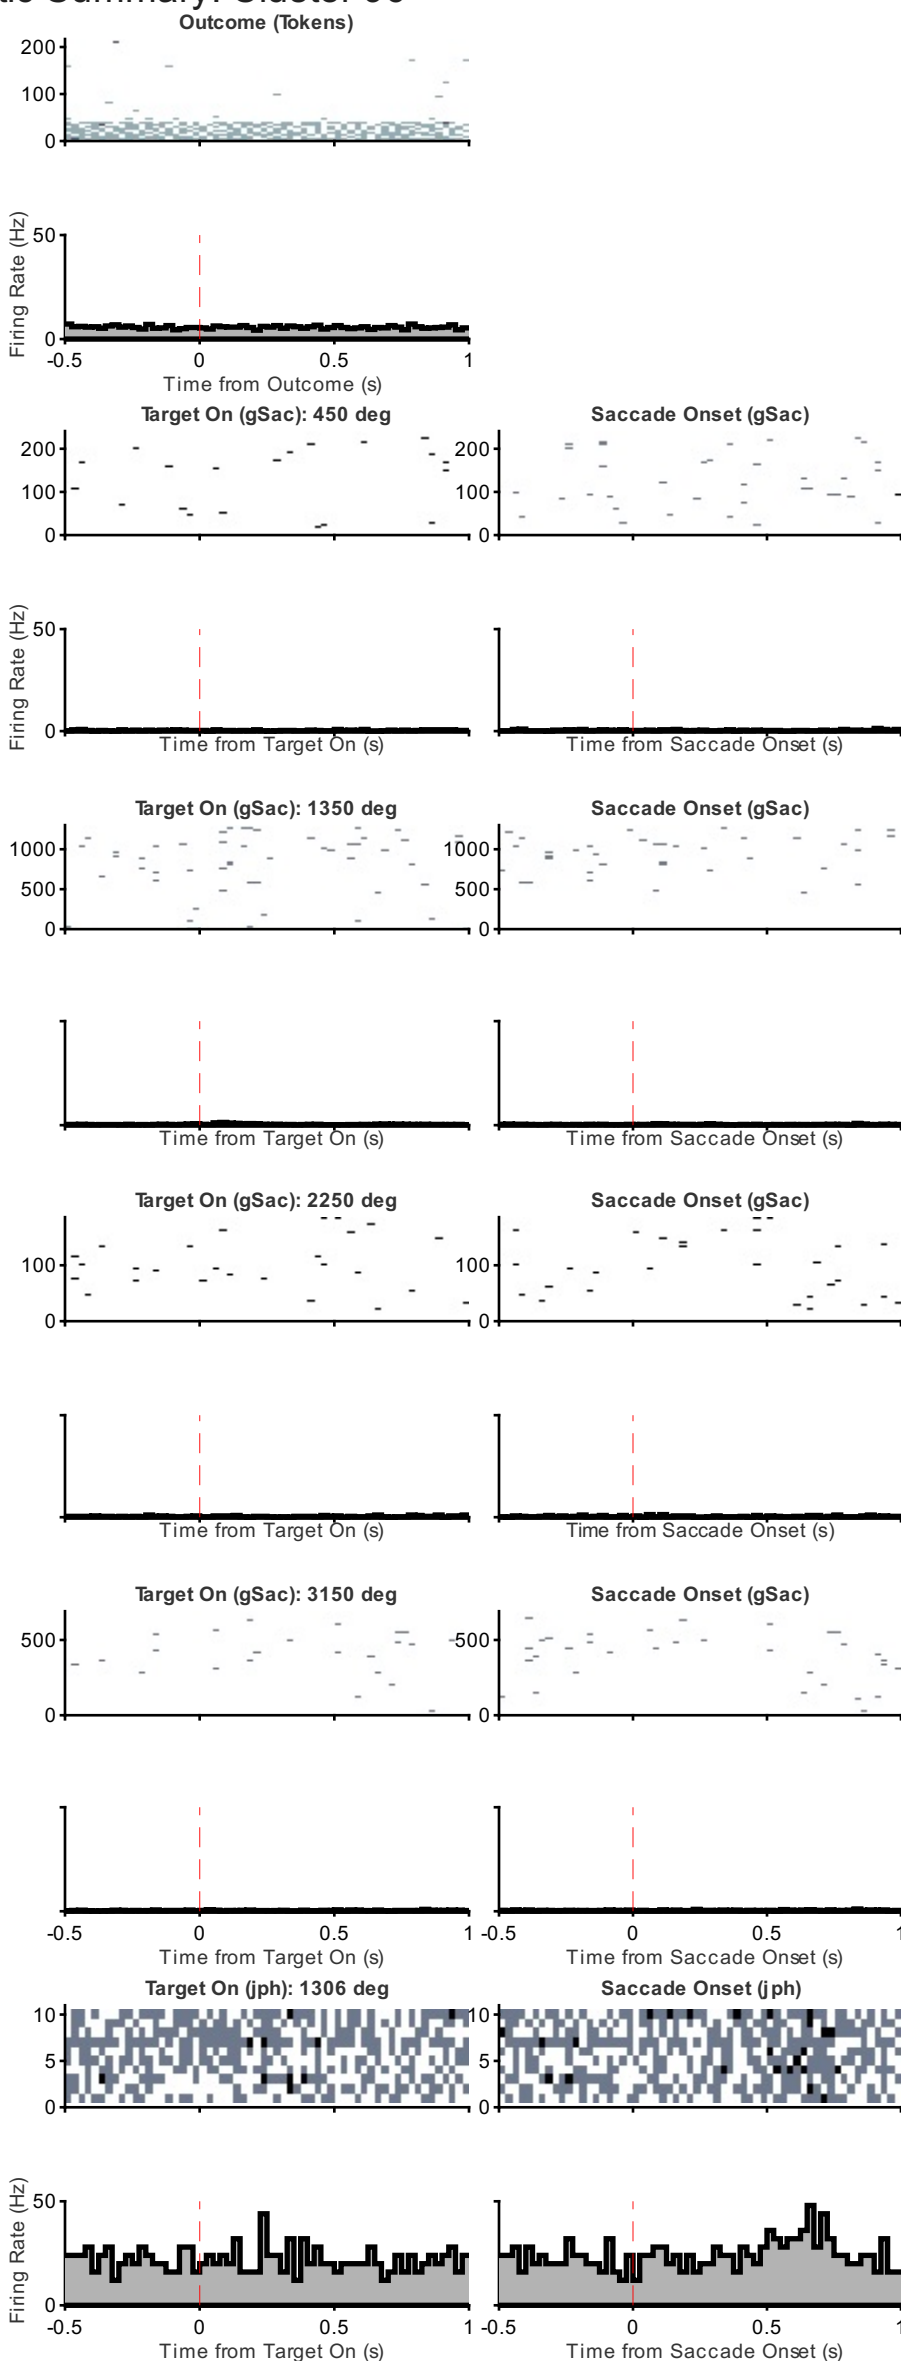 Summary: Cluster
Outcome (Tokens)
200
100
0
Firing Rate (Hz)
50
0
-0.5 0 0.5 1
Time from Outcome (s)
Target On (gSac): 450 deg Saccade Onset (gSac)
200 200
100 100
0 0
Firing Rate (Hz)
50
0
Time from Target On (s) Time from Saccade Onset (s)
Target On (gSac): 1350 deg Saccade Onset (gSac)
1000 1000
500 500
0 0
Time from Target On (s) Time from Saccade Onset (s)
Target On (gSac): 2250 deg Saccade Onset (gSac)
100 100
0 0
Time from Target On (s) Time from Saccade Onset (s)
Target On (gSac): 3150 deg Saccade Onset (gSac)
500 500
0 0
-0.5 0 0.5 1 -0.5 0 0.5 1
Time from Target On (s) Time from Saccade Onset (s)
Target On (jph): 1306 deg Saccade Onset (jph)
10 10
5 5
0 0
Firing Rate (Hz)
50
0
-0.5 0 0.5 1 -0.5 0 0.5 1
Time from Target On (s) Time from Saccade Onset (s)